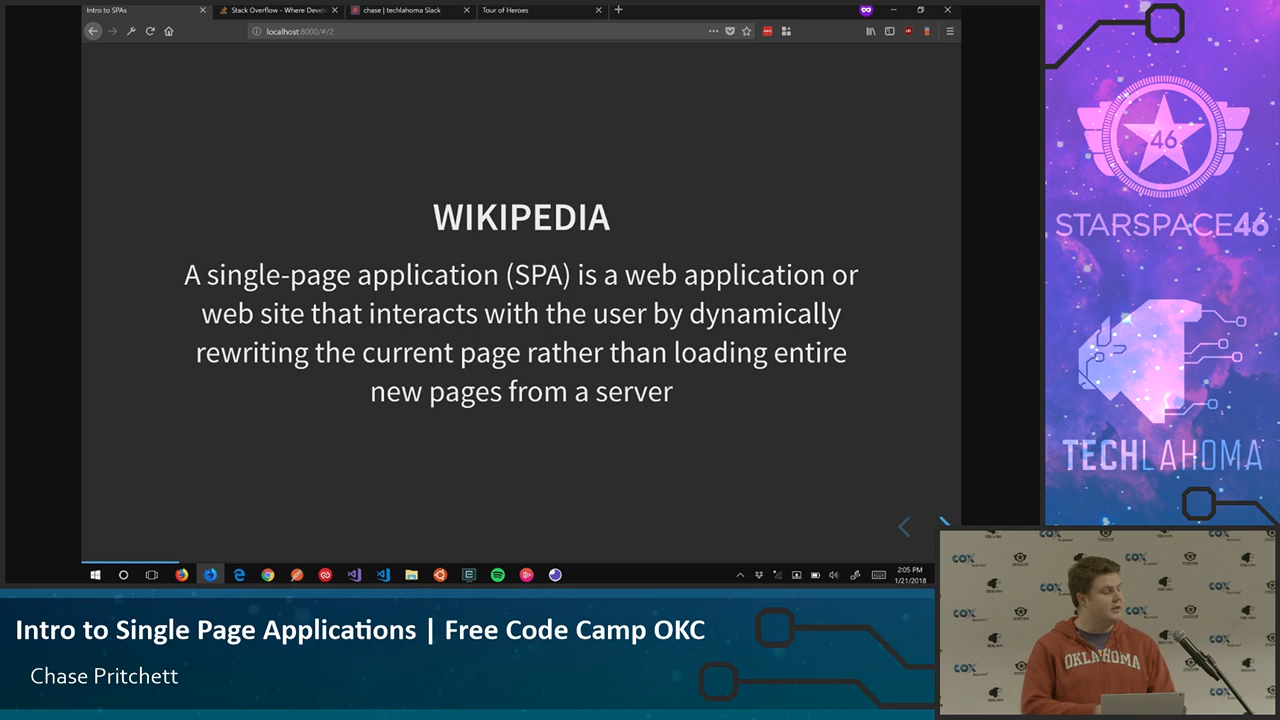 Intro to SPAs
Stack Overflow - Where Devel
chase | techlahoma Slack
Tour of Heroes
localhost:8000/#/2
WIKIPEDIA
A single-page application (SPA) is a web application or
web site that interacts with the user by dynamically
rewriting the current page rather than loading entire
new pages from a server
2:05 PM
1/21/2018
46
STARSPACE46
TECHLAHOMA
Intro to Single Page Applications | Free Code Camp OKC
Chase Pritchett
COX
OKLAHOMA